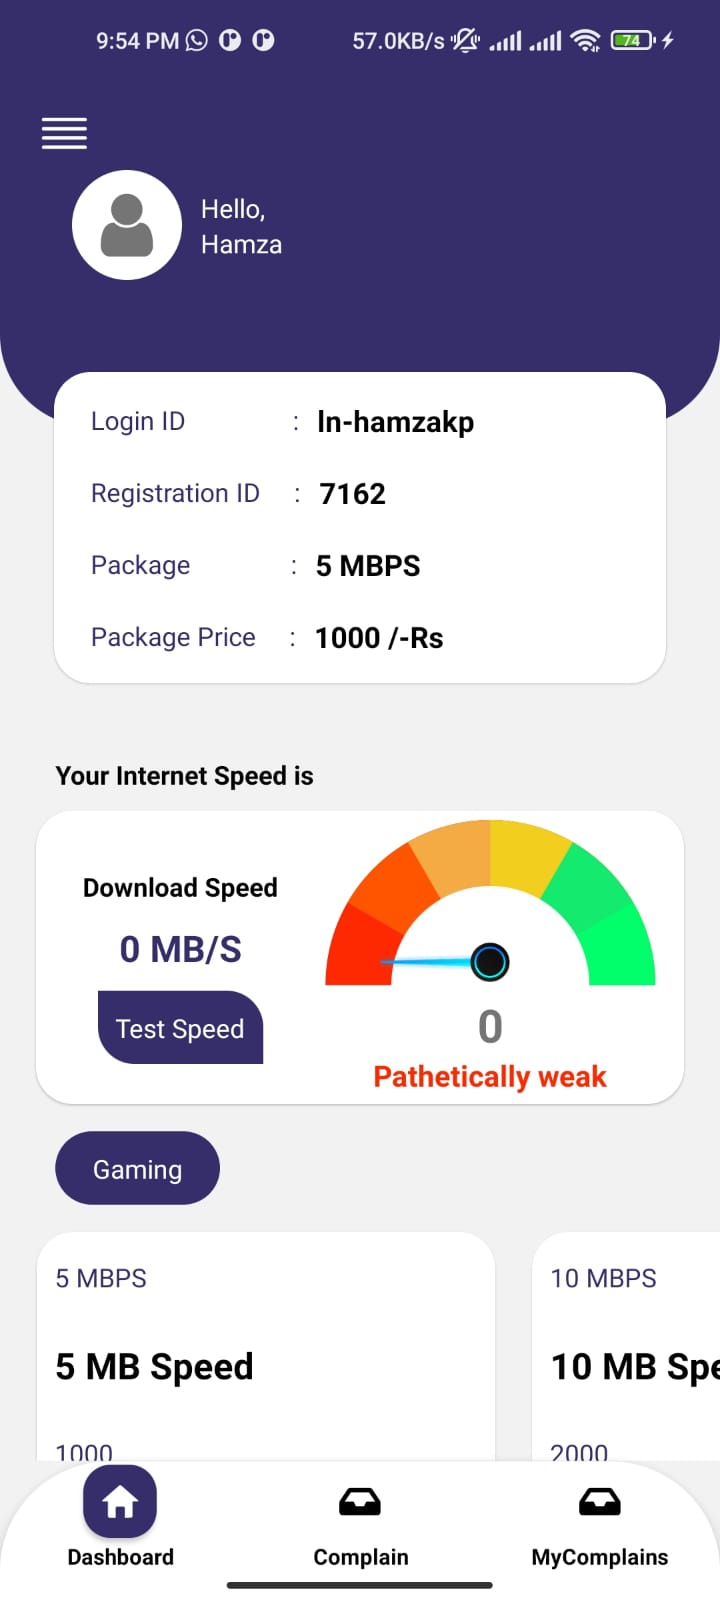 9:54 PM 57.0KB/s 74
Hello,
Hamza
Login ID : ln-hamzakp
Registration ID : 7162
Package : 5 MBPS
Package Price : 1000 /-Rs
Your Internet Speed is
Download Speed
0 MB/S
Test Speed
0
Pathetically weak
Gaming
5 MBPS 10 MBPS
5 MB Speed 10 MB Spe
1000 2000
Dashboard Complain MyComplains